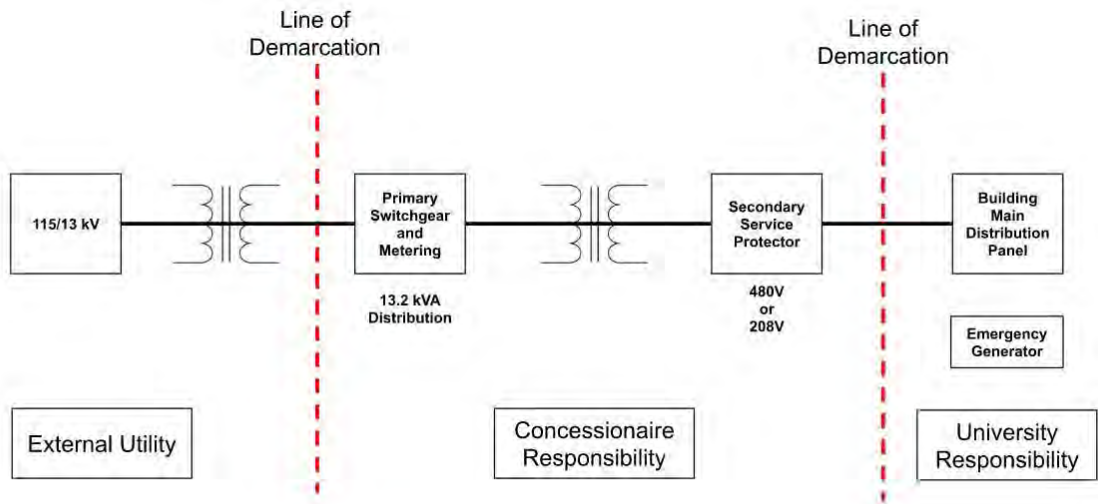 Line of
Demarcation
Line of
Demarcation
115/13 kV
Primary
Switchgear
and
Metering
Secondary
Service
Protector
Building
Main
Distribution
Panel
13.2 kVA
Distribution
480V
or
208V
Emergency
Generator
External Utility
Concessionaire
Responsibility
University
Responsibility